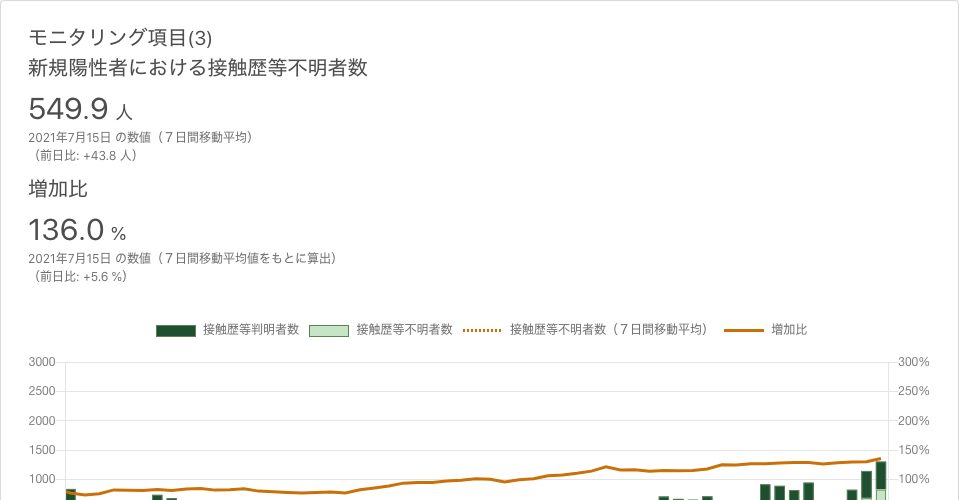 モニタリング項目(3)
新規陽性者における接触歴等不明者数
549.9 人
2021年7月15日 の数値（７日間移動平均）
（前日比: +43.8 人）
増加比
136.0 %
2021年7月15日 の数値（７日間移動平均値をもとに算出）
（前日比: +5.6 %）
接触歴等判明者数 接触歴等不明者数 接触歴等不明者数（７日間移動平均） 増加比
3000 300%
2500 250%
2000 200%
1500 150%
1000 100%